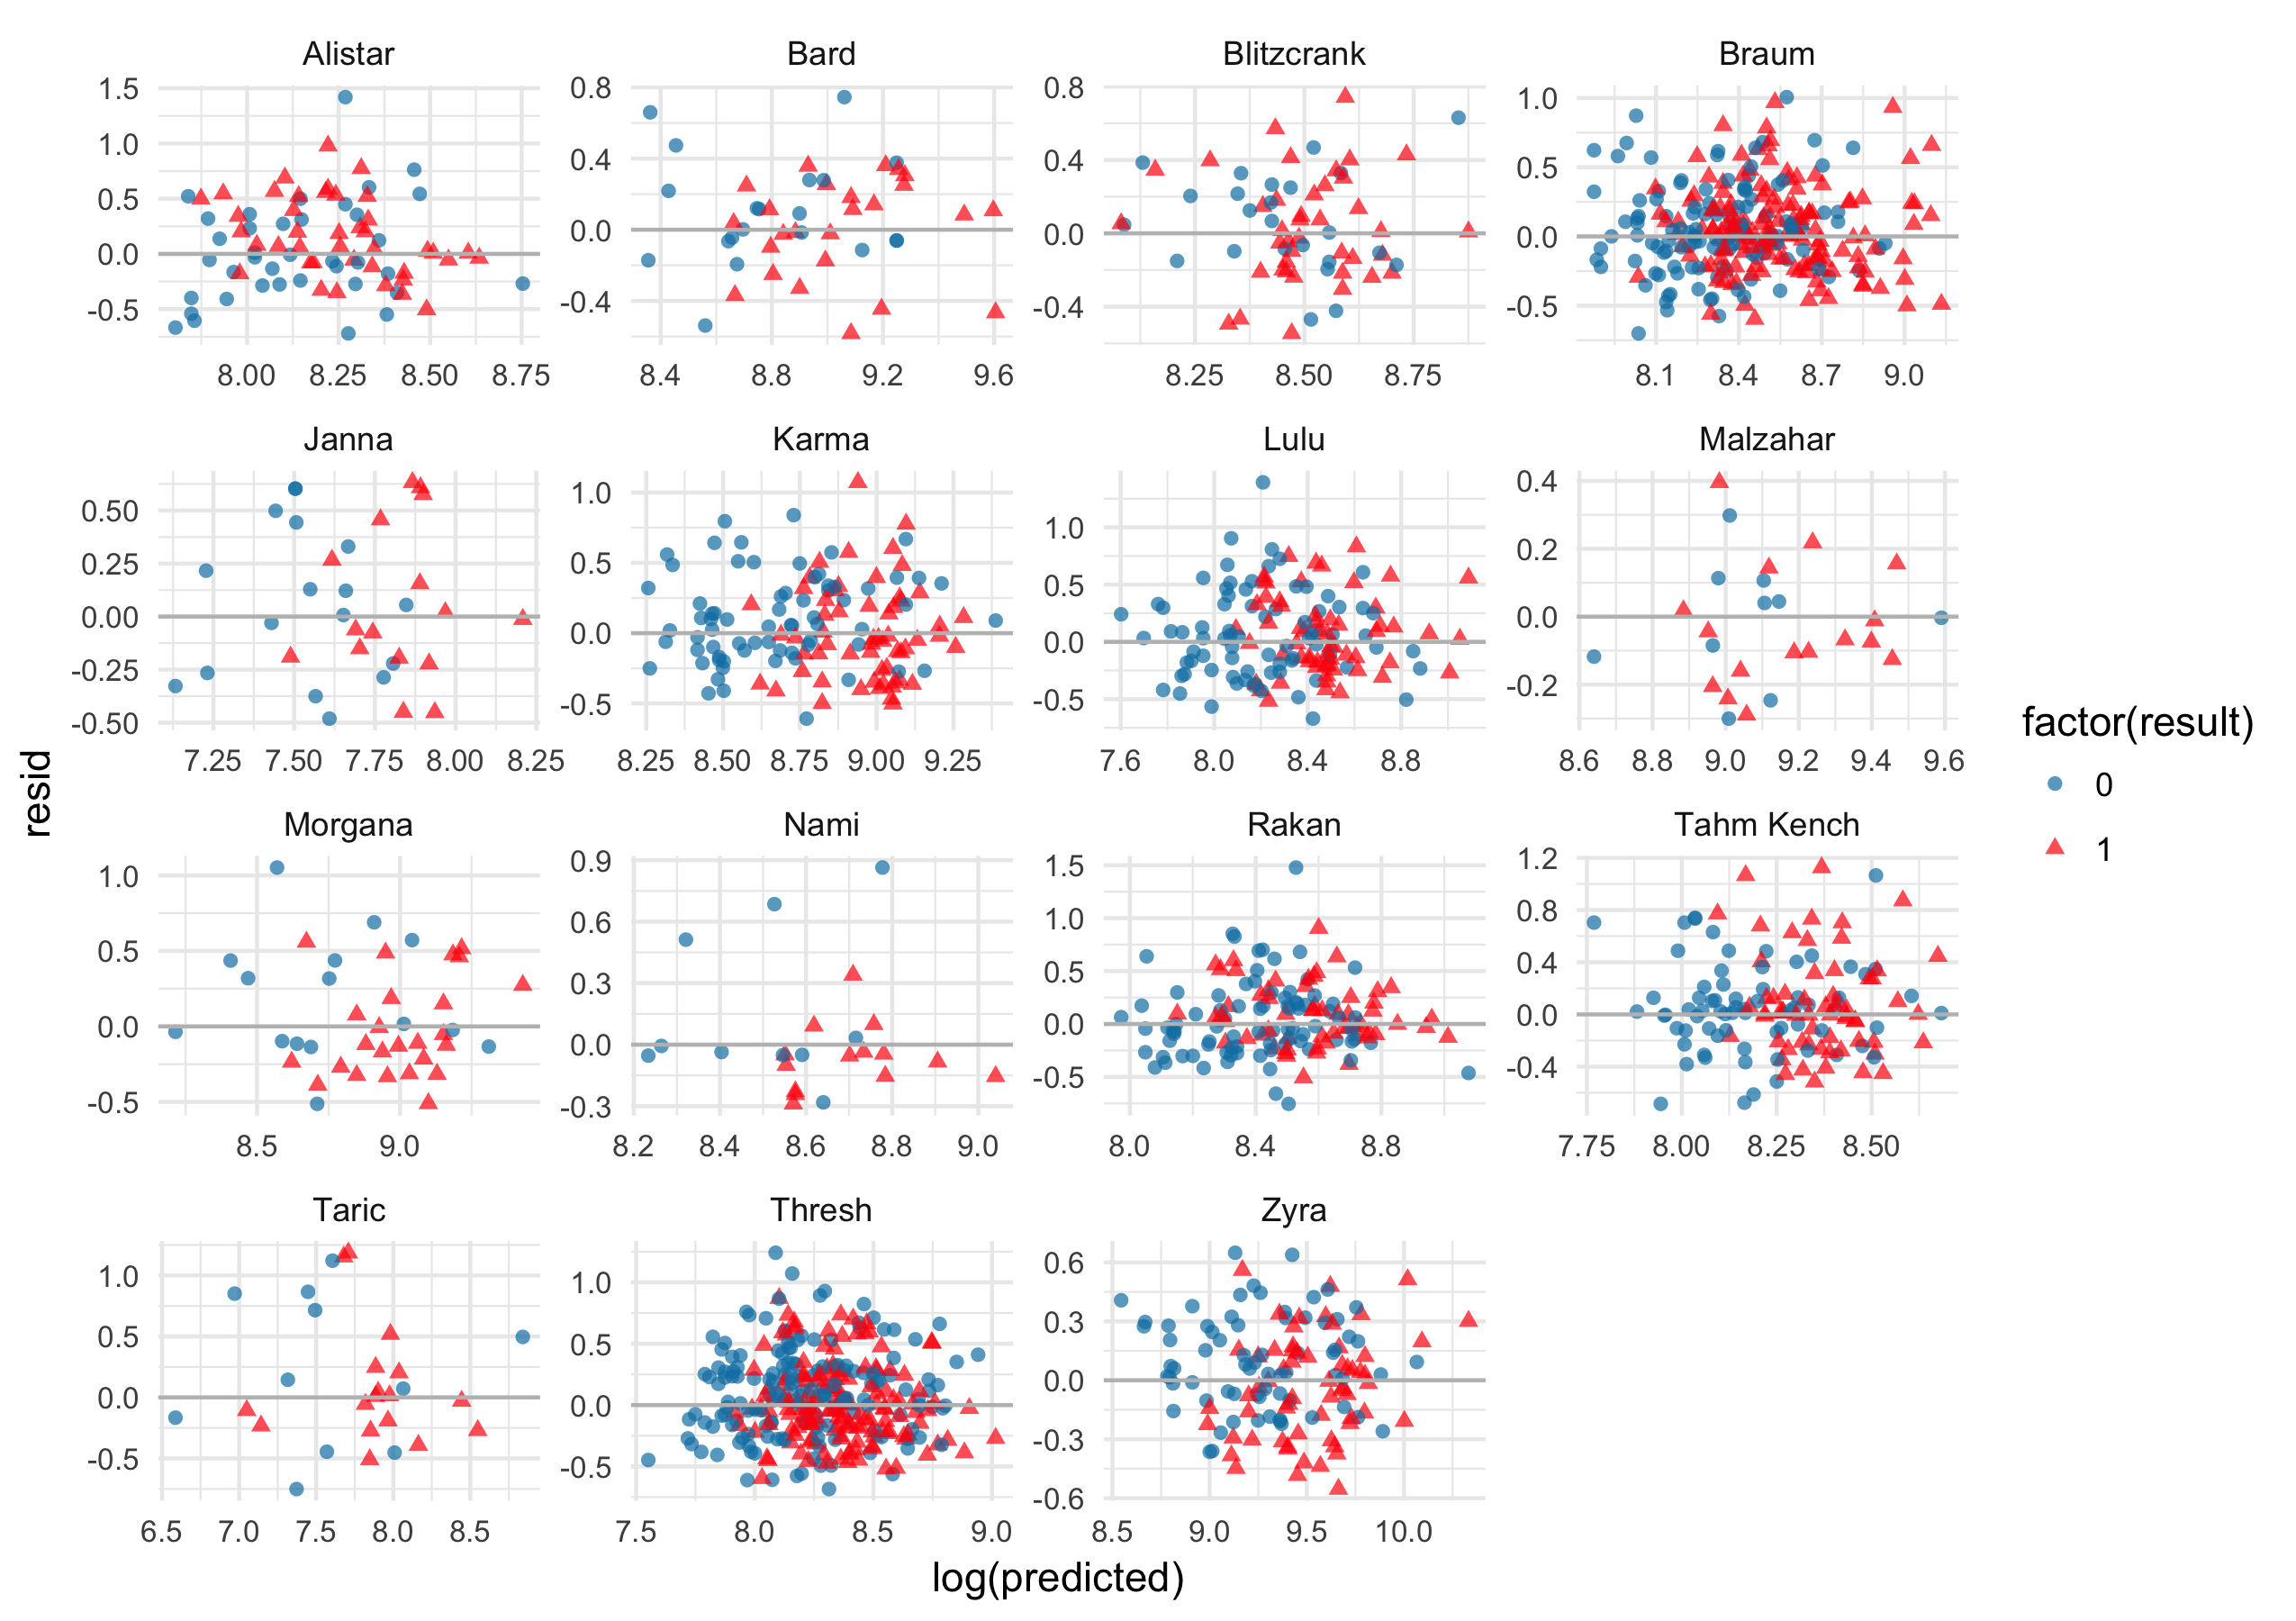 Alistar
Bard
Blitzcrank
Braum
1.5
1.0
0.5
0.0
-0.5
8.00 8.25 8.50 8.75
0.8
0.4
0.0
-0.4
8.4 8.8 9.2 9.6
0.8
0.4
0.0
-0.4
8.25 8.50 8.75
1.0
0.5
0.0
-0.5
8.1 8.4 8.7 9.0
Janna
Karma
Lulu
Malzahar
0.50
0.25
0.00
-0.25
-0.50
7.25 7.50 7.75 8.00 8.25
1.0
0.5
0.0
-0.5
8.25 8.50 8.75 9.00 9.25
1.0
0.5
0.0
-0.5
7.6 8.0 8.4 8.8
0.4
0.2
0.0
-0.2
8.6 8.8 9.0 9.2 9.4 9.6
Morgana
Nami
Rakan
Tahm Kench
1.0
0.5
0.0
-0.5
8.5 9.0
0.9
0.6
0.3
0.0
-0.3
8.2 8.4 8.6 8.8 9.0
1.5
1.0
0.5
0.0
-0.5
8.0 8.4 8.8
1.2
0.8
0.4
0.0
-0.4
7.75 8.00 8.25 8.50
Taric
Thresh
Zyra
1.0
0.5
0.0
-0.5
6.5 7.0 7.5 8.0 8.5
1.0
0.5
0.0
-0.5
7.5 8.0 8.5 9.0
0.6
0.3
0.0
-0.3
-0.6
8.5 9.0 9.5 10.0
resid
log(predicted)
factor(result)
0
1